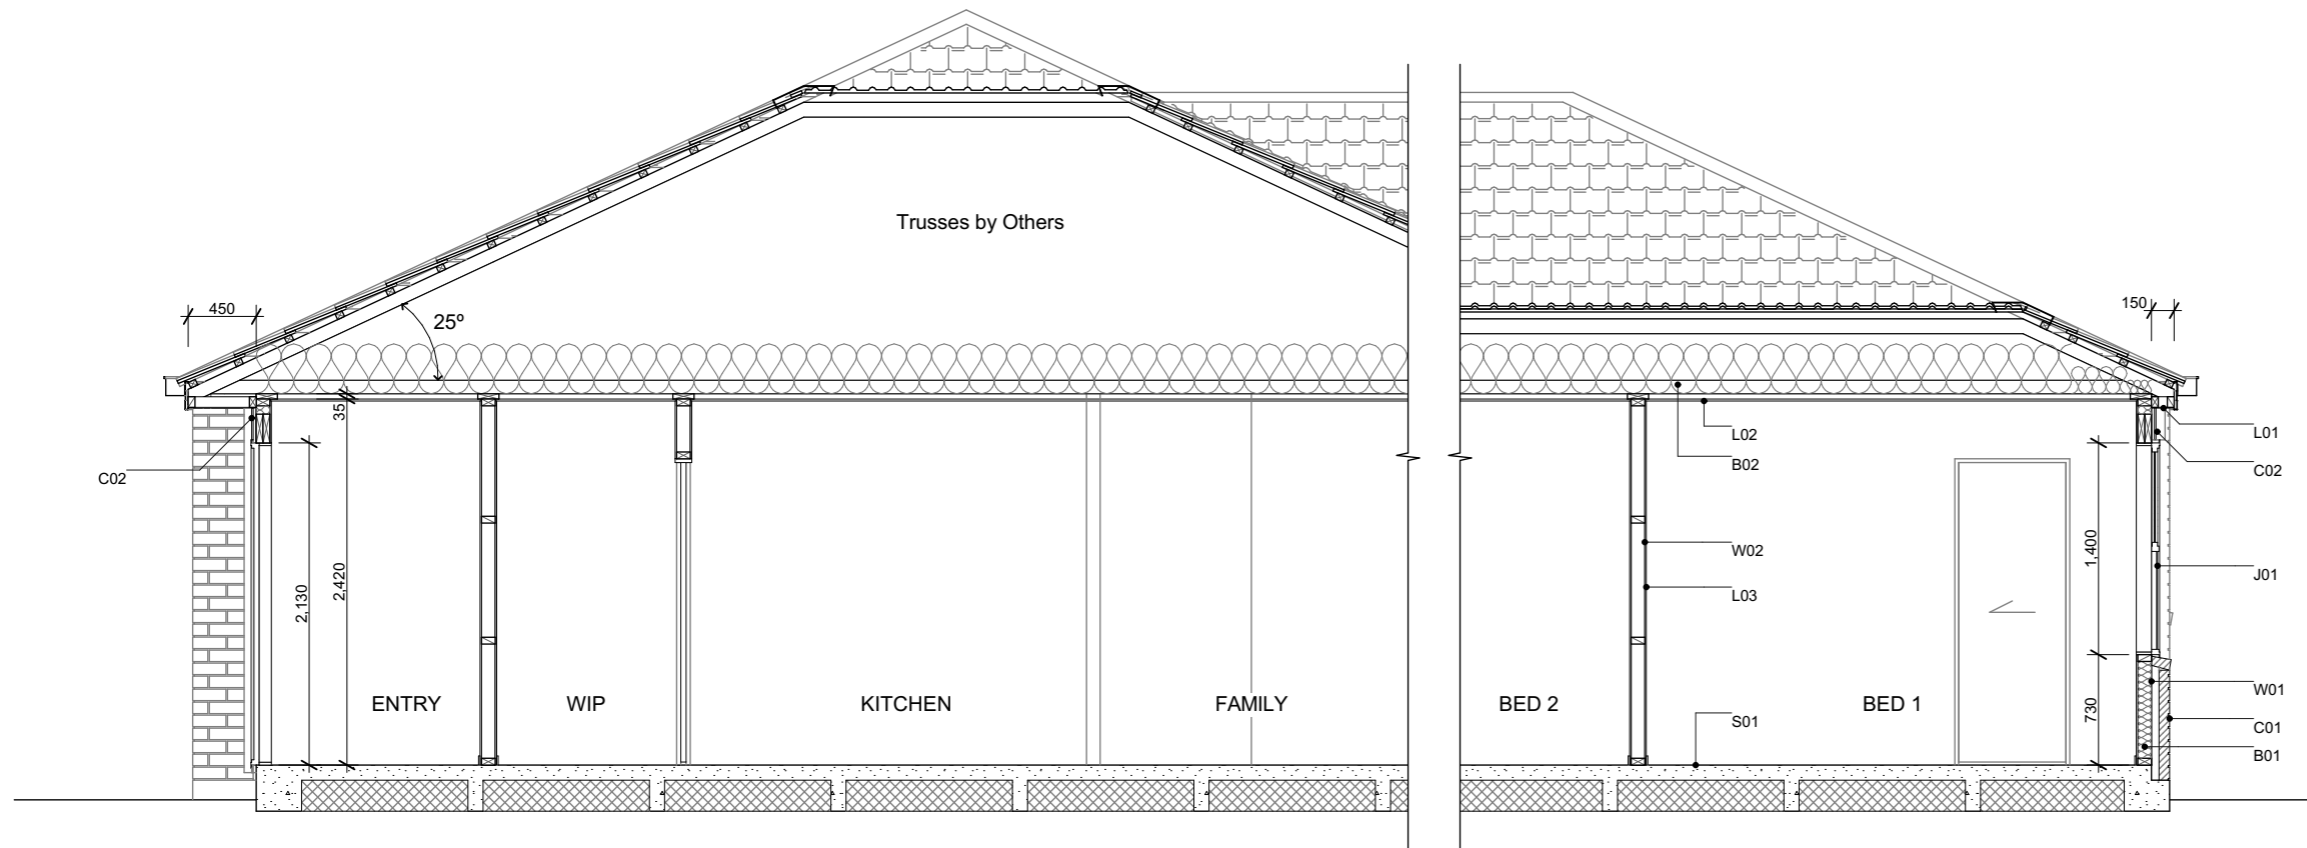 Trusses by Others
450
25º
150
35
C02
2,130
2,420
L02
B02
L01
C02
W02
L03
1,400
J01
ENTRY
WIP
KITCHEN
FAMILY
BED 2
BED 1
S01
730
W01
C01
B01